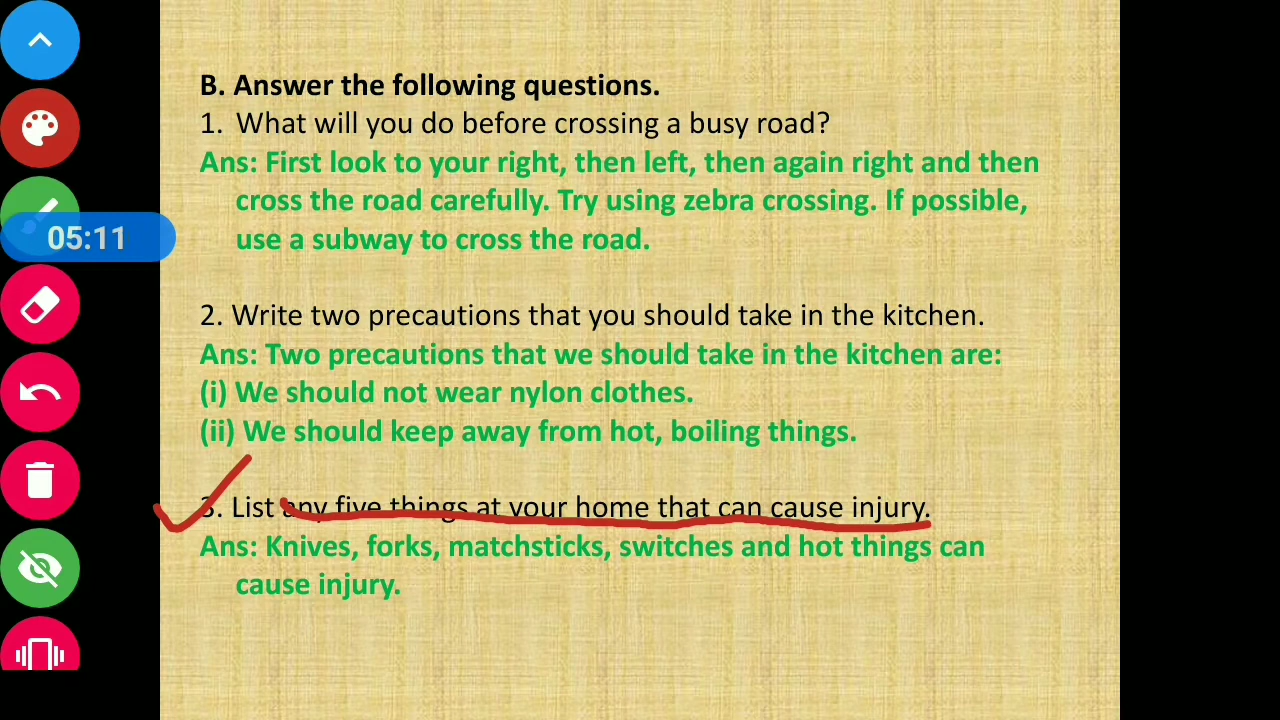 B. Answer the following questions.
1. What will you do before crossing a busy road?
Ans: First look to your right, then left, then again right and then
cross the road carefully. Try using zebra crossing. If possible,
05:11
use a subway to cross the road.
2. Write two precautions that you should take in the kitchen.
Ans: Two precautions that we should take in the kitchen are:
(i) We should not wear nylon clothes.
(ii) We should keep away from hot, boiling things.
3. List any five things at your home that can cause injury.
Ans: Knives, forks, matchsticks, switches and hot things can
cause injury.